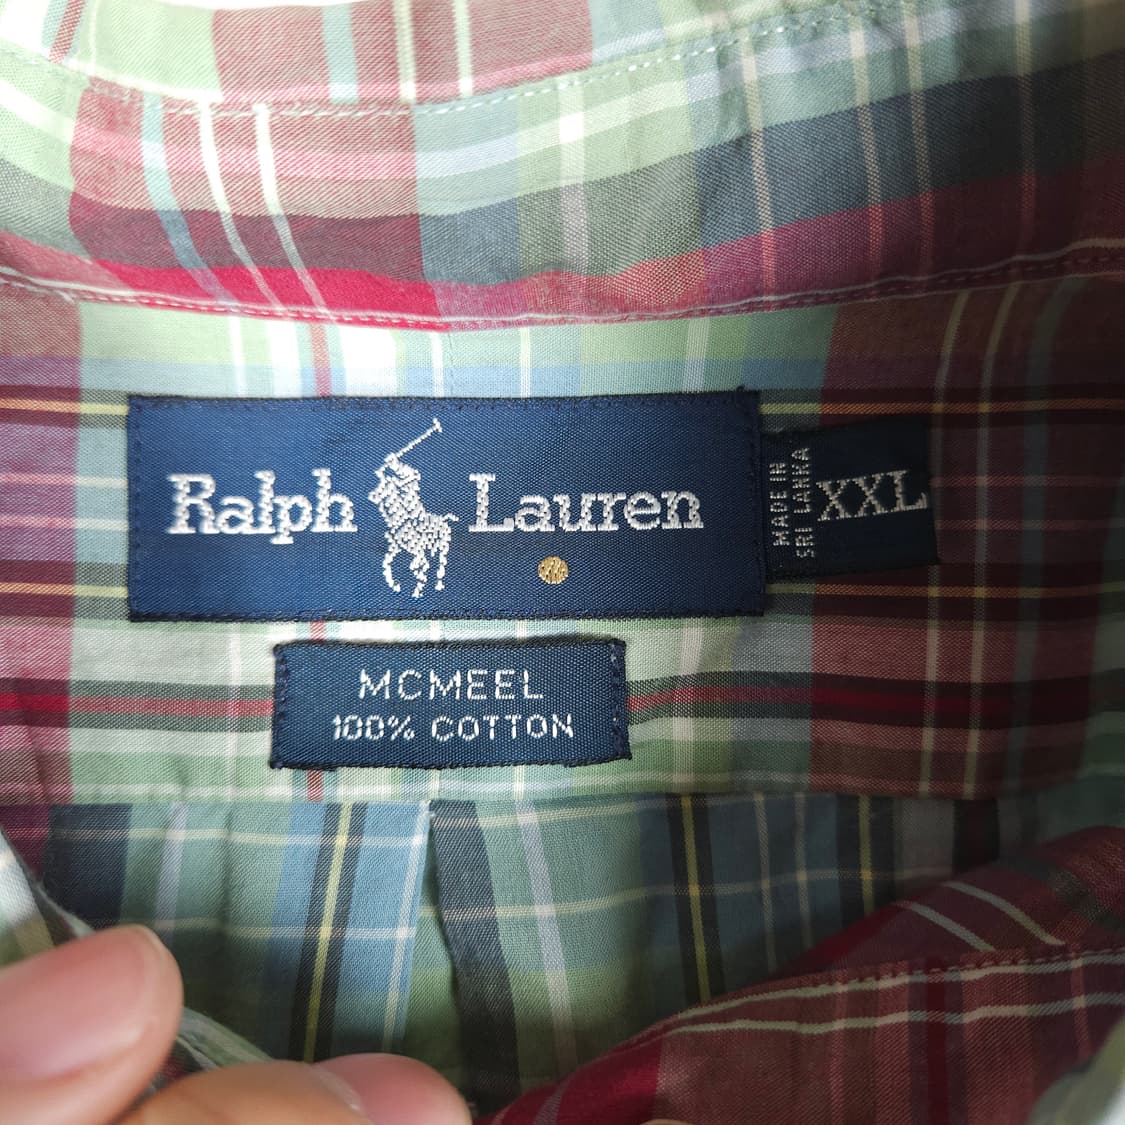 Ralph Lauren
MADE IN
SRI LANKA
XXL
MCMEEL
100% COTTON